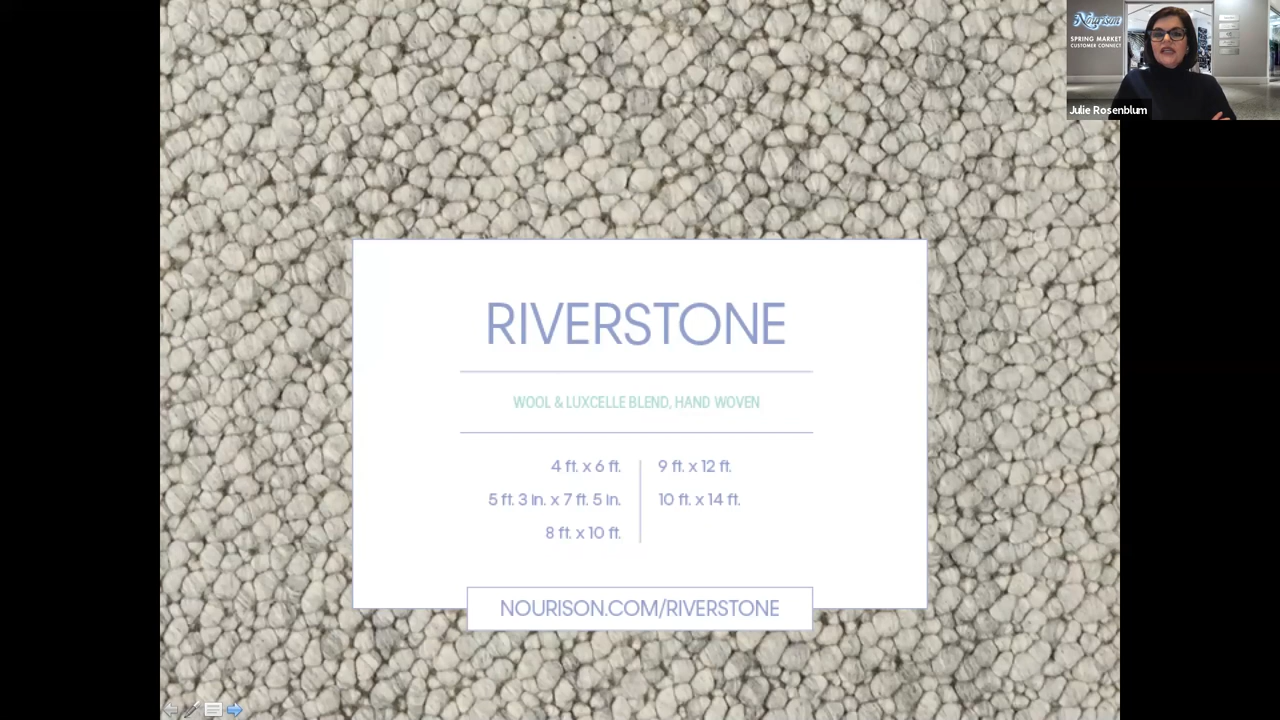 Nourison
SPRING MARKET
CUSTOMER CONNECT
Julie Rosenblum
RIVERSTONE
WOOL & LUXCELLE BLEND, HAND WOVEN
4 ft. x 6 ft.
5 ft. 3 in. x 7 ft. 5 in.
8 ft. x 10 ft.
9 ft. x 12 ft.
10 ft. x 14 ft.
NOURISON.COM/RIVERSTONE